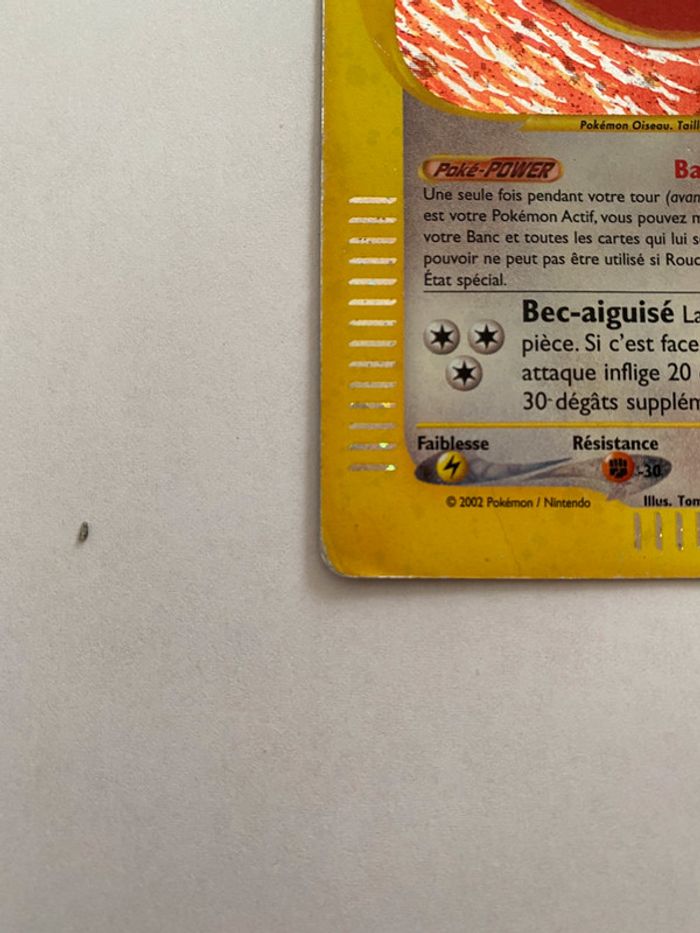 Pokémon Oiseau. Taill
Poké-POWER Ba
Une seule fois pendant votre tour (avan
est votre Pokémon Actif, vous pouvez
votre Banc et toutes les cartes qui lui
pouvoir ne peut pas être utilisé si Rouc
État spécial.
Bec-aiguisé La
pièce. Si c'est face
attaque inflige 20
30 dégâts supplém
Faiblesse Résistance
-30
© 2002 Pokémon / Nintendo Illus. Tom